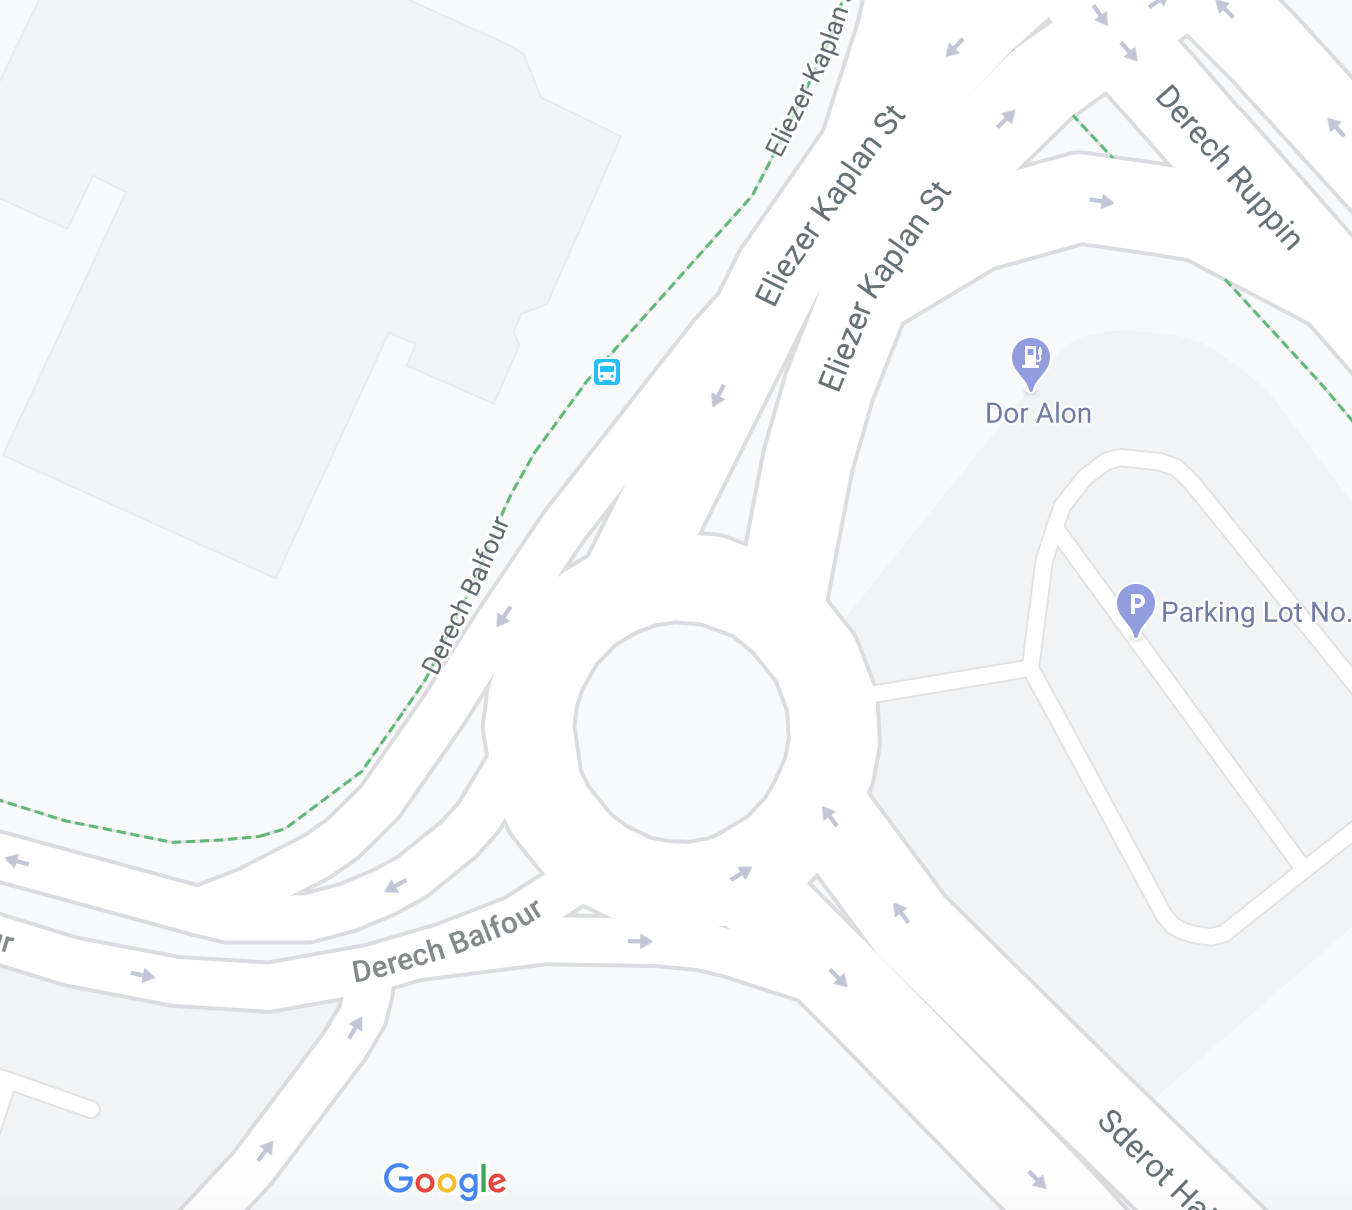 Eliezer Kaplan S
Eliezer Kaplan St
Eliezer Kaplan St
Derech Ruppin
Dor Alon
Derech Balfour
P
Parking Lot No.
Derech Balfour
ur
Sderot Ha
Google